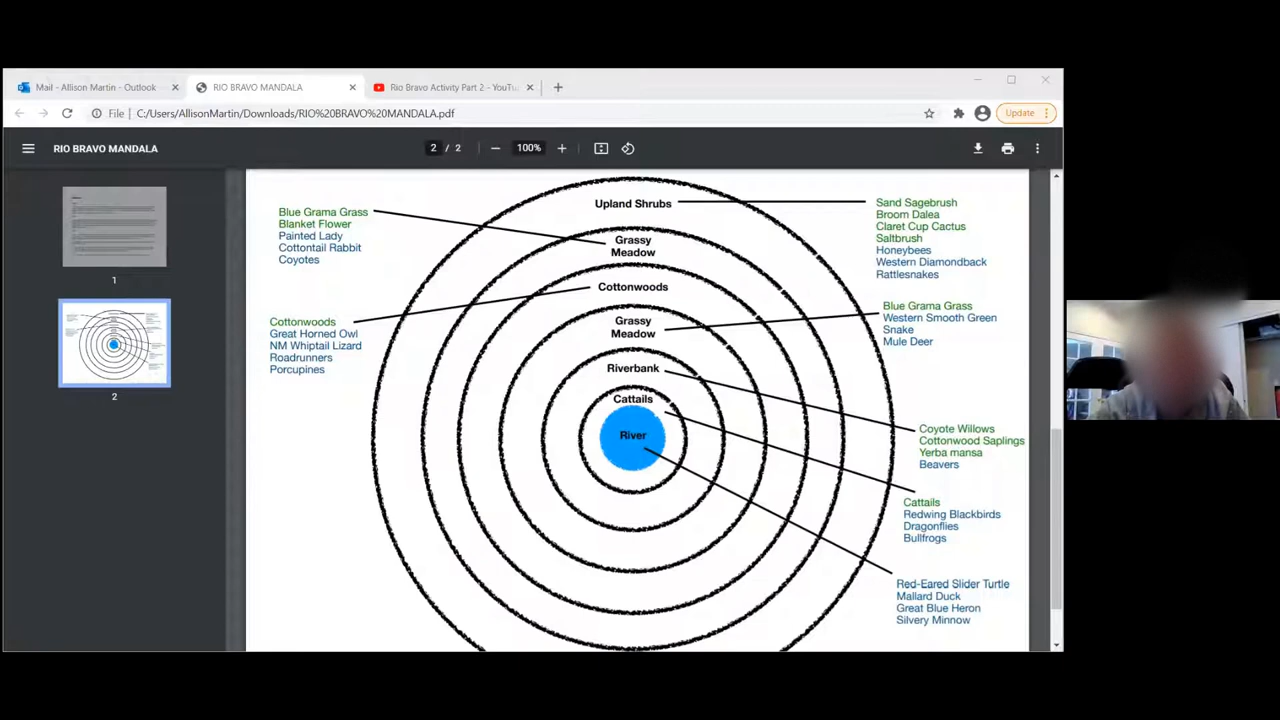 Mail - Allison Martin - Outlook
RIO BRAVO MANDALA
Rio Bravo Activity Part 2 - YouTu
File | C:/Users/AllisonMartin/Downloads/RIO%20BRAVO%20MANDALA.pdf
Update
RIO BRAVO MANDALA
2 / 2
100%
1
2
Upland Shrubs
Grassy
Meadow
Cottonwoods
Grassy
Meadow
Riverbank
Cattails
River
Blue Grama Grass
Blanket Flower
Painted Lady
Cottontail Rabbit
Coyotes
Cottonwoods
Great Horned Owl
NM Whiptail Lizard
Roadrunners
Porcupines
Sand Sagebrush
Broom Dalea
Claret Cup Cactus
Saltbrush
Honeybees
Western Diamondback
Rattlesnakes
Blue Grama Grass
Western Smooth Green
Snake
Mule Deer
Coyote Willows
Cottonwood Saplings
Yerba mansa
Beavers
Cattails
Redwing Blackbirds
Dragonflies
Bullfrogs
Red-Eared Slider Turtle
Mallard Duck
Great Blue Heron
Silvery Minnow